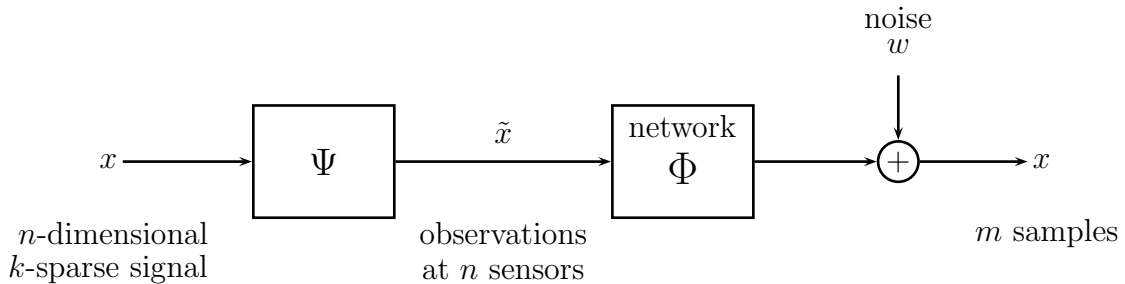 noise
w
x
Ψ
x̃
network
Φ
+
x
n-dimensional
k-sparse signal
observations
at n sensors
m samples